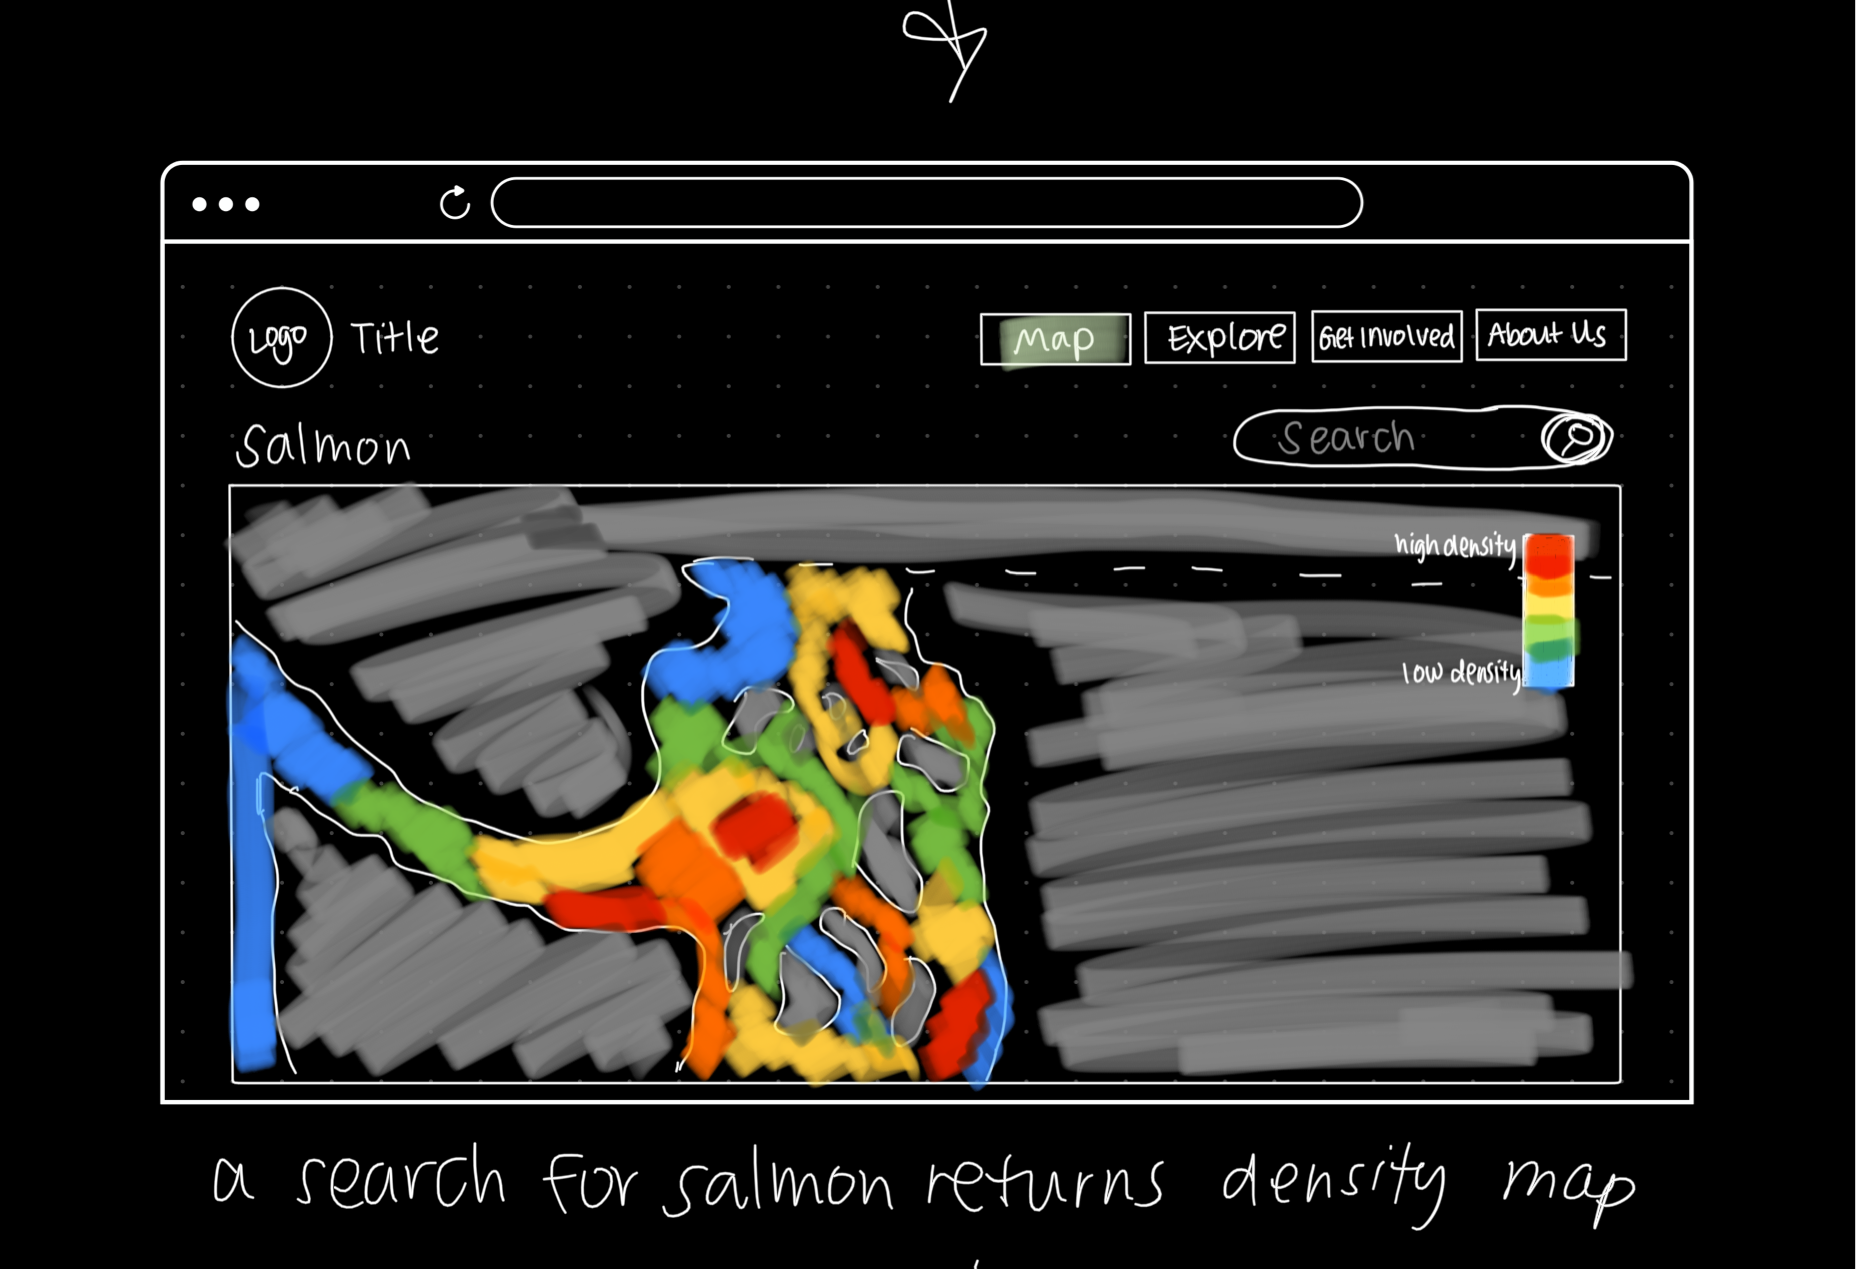 Logo
Title
Map
Explore
Get Involved
About Us
Salmon
Search
high density
low density
a search for salmon returns density map